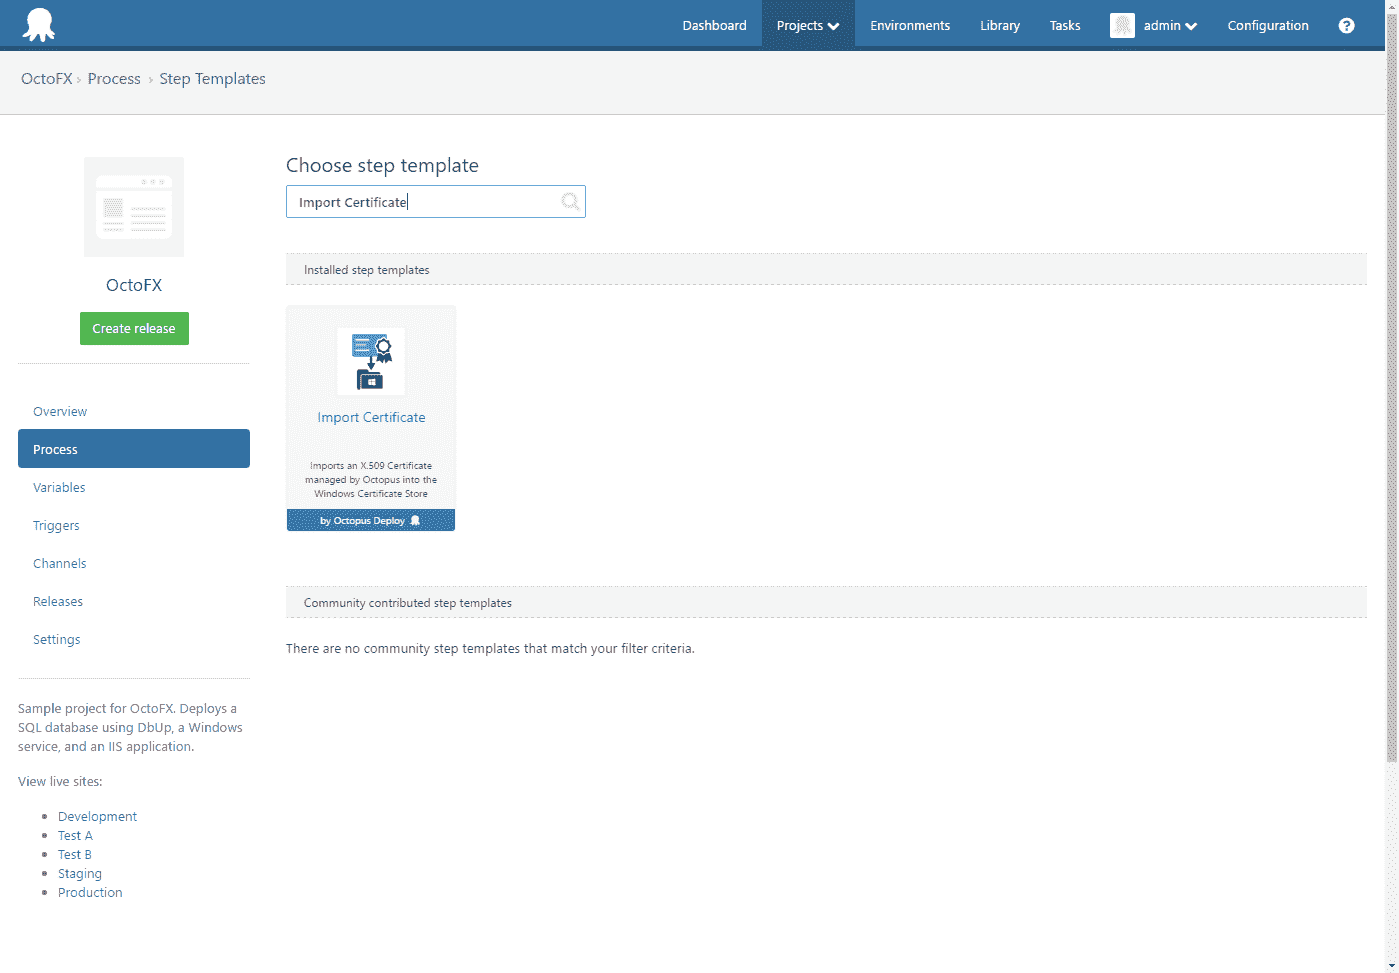 Dashboard Projects Environments Library Tasks admin Configuration
OctoFX › Process › Step Templates
Choose step template
Import Certificate
Installed step templates
OctoFX
Create release
Import Certificate
Imports an X.509 Certificate
managed by Octopus into the
Windows Certificate Store
by Octopus Deploy
Overview
Process
Variables
Triggers
Channels
Releases
Settings
Community contributed step templates
There are no community step templates that match your filter criteria.
Sample project for OctoFX. Deploys a
SQL database using DbUp, a Windows
service, and an IIS application.
View live sites:
Development
Test A
Test B
Staging
Production